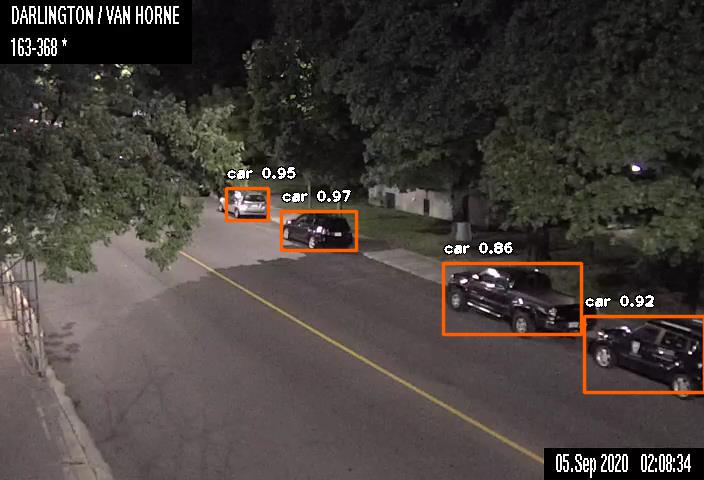 DARLINGTON / VAN HORNE
163-368 *
car 0.95
car 0.97
car 0.86
car 0.92
05.Sep 2020 02:08:34